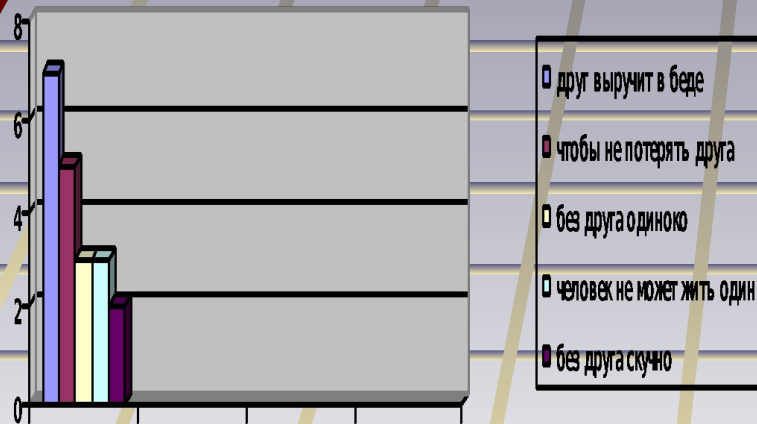 8
6
4
2
0
друг выручит в беде
чтобы не потерять друга
без друга одиноко
человек не может жить один
без друга скучно